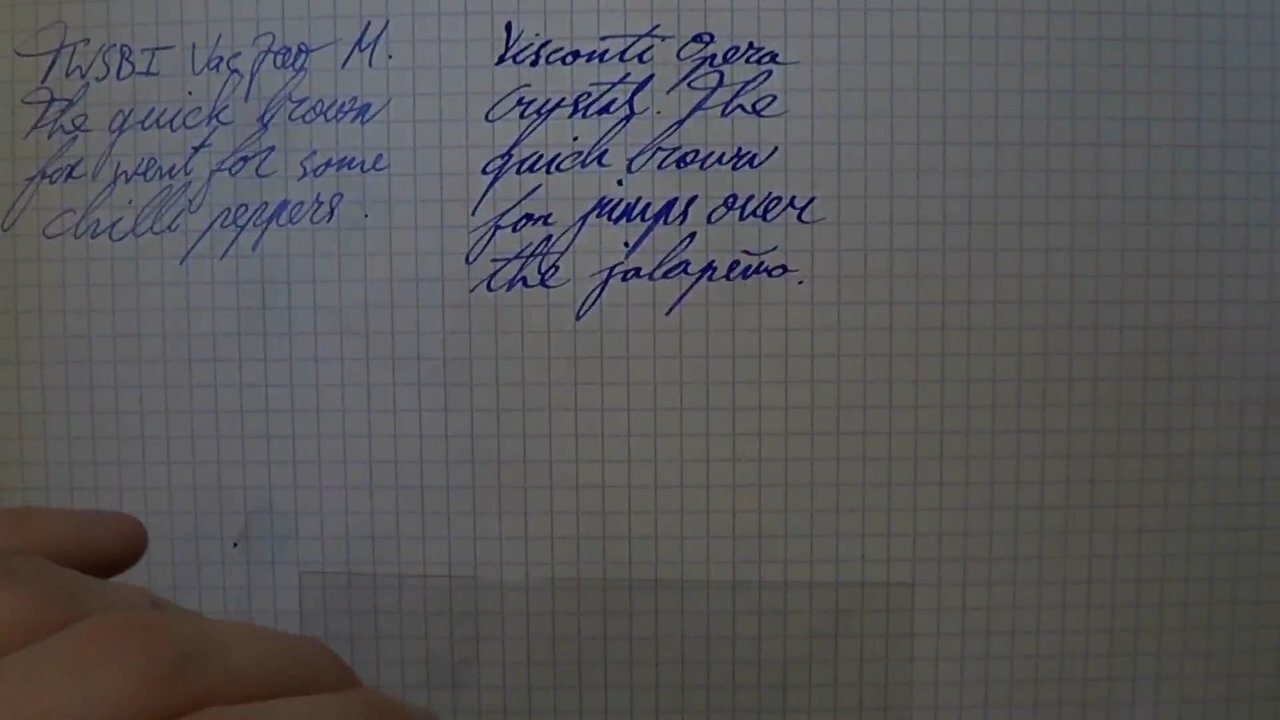 TWSBI Vac 700 M.
The quick brown
fox went for some
chilli peppers.
Visconti Opera
Crystal. The
quick brown
fox jumps over
the jalapeño.